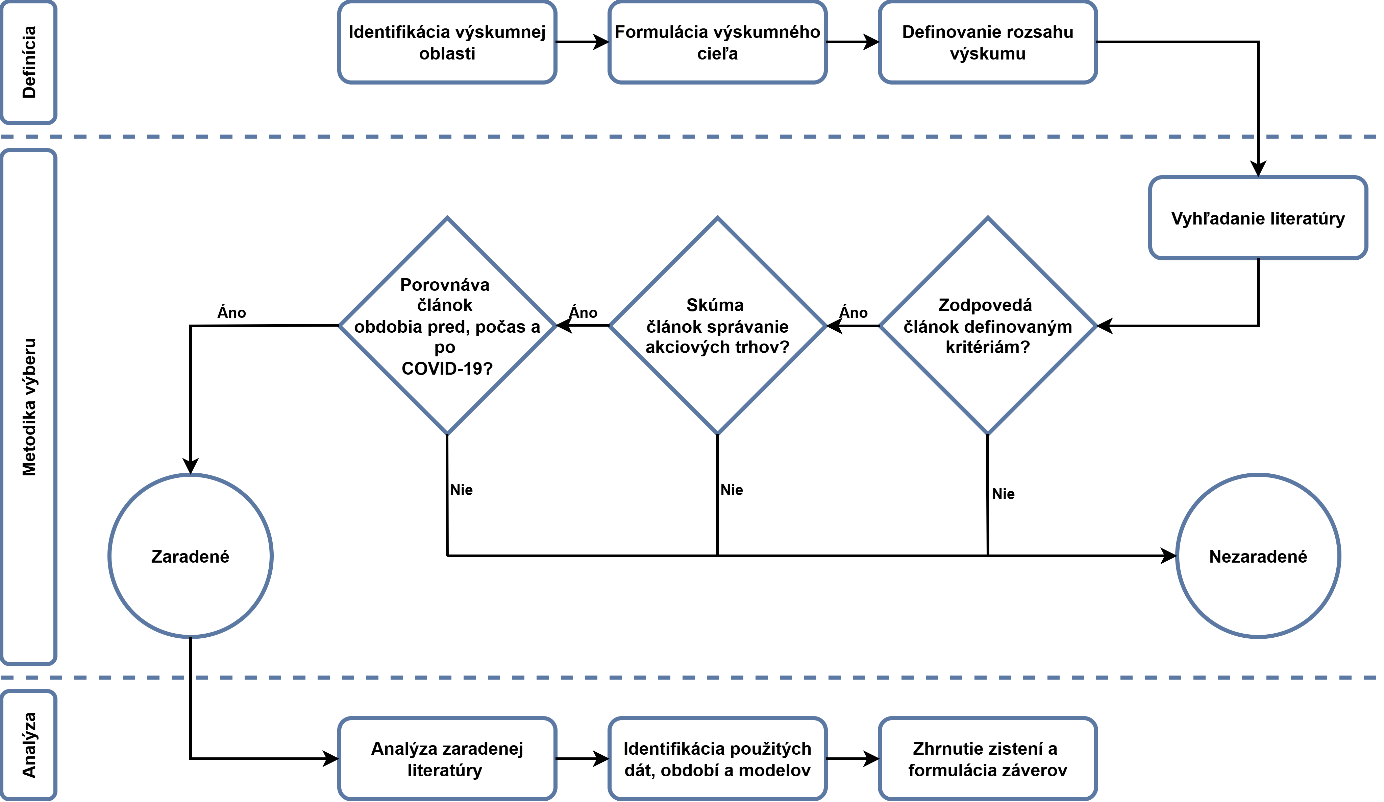 Definícia
Identifikácia výskumnej
oblasti
Formulácia výskumného
cieľa
Definovanie rozsahu
výskumu
Metodika výberu
Vyhľadanie literatúry
Zodpovedá
článok definovaným
kritériám?
Áno
Nie
Skúma
článok správanie
akciových trhov?
Áno
Nie
Porovnáva
článok
obdobia pred, počas a
po
COVID-19?
Áno
Nie
Zaradené
Nezaradené
Analýza
Analýza zaradenej
literatúry
Identifikácia použitých
dát, období a modelov
Zhrnutie zistení a
formulácia záverov